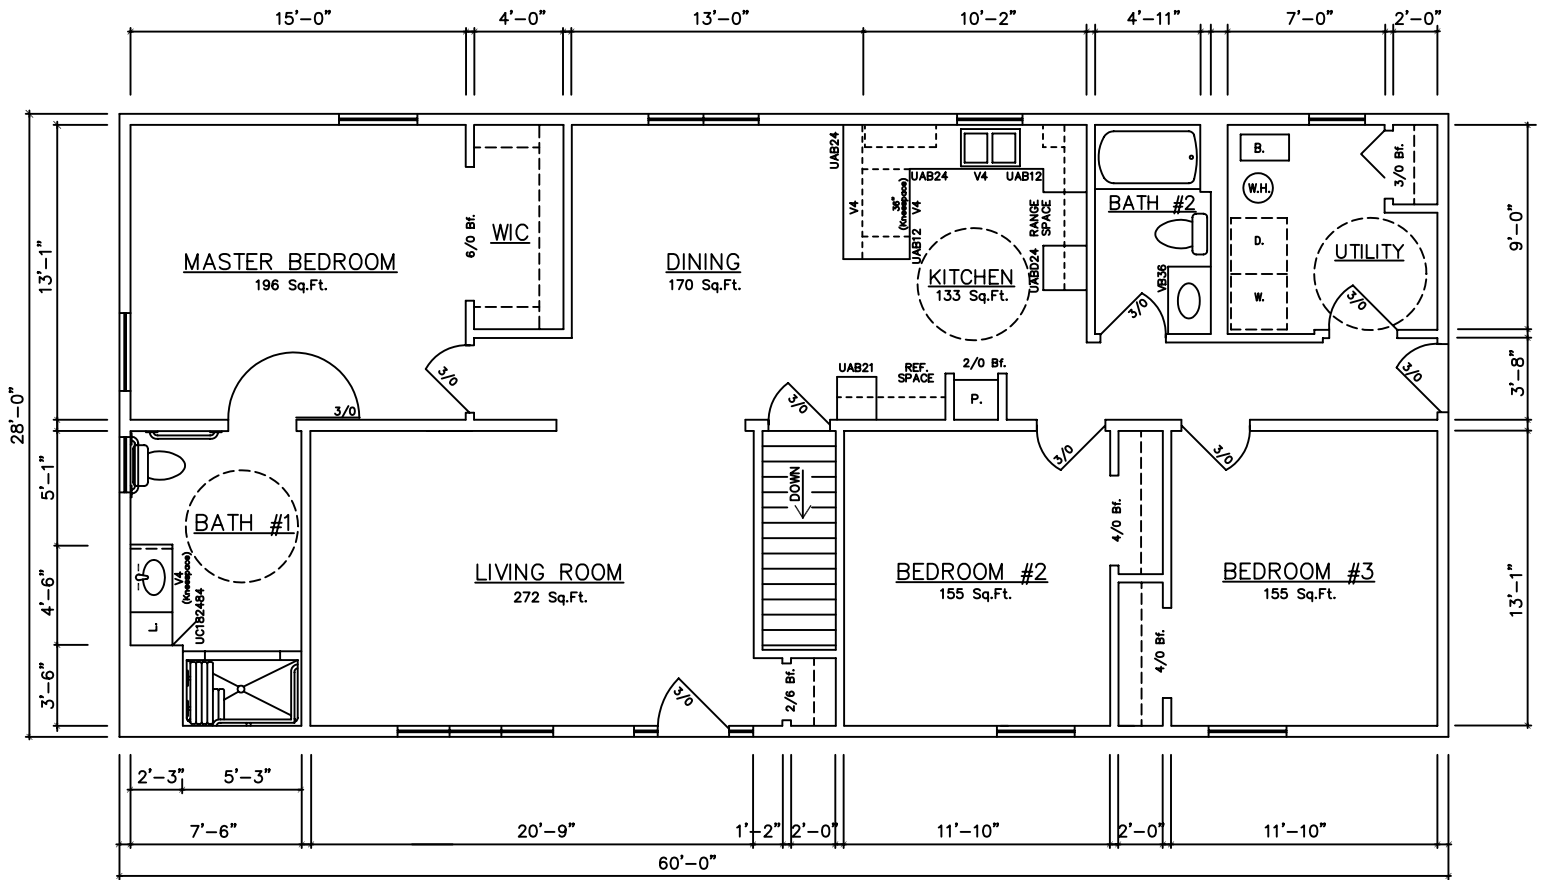 15'-0" 4'-0" 13'-0" 10'-2" 4'-11" 7'-0" 2'-0"
28'-0"
13'-1"
5'-1"
4'-6"
3'-6"
MASTER BEDROOM
196 Sq.Ft.
6/0 Bf.
WIC
3/0
3/0
DINING
170 Sq.Ft.
UAB24
V4
36"
(Kneespace)
V4
UAB12
UAB24
V4
UAB12
RANGE
SPACE
UABD24
KITCHEN
133 Sq.Ft.
UAB21
REF.
SPACE
2/0 Bf.
P.
BATH #2
VB36
3/0
B.
W.H.
D.
W.
UTILITY
3/0 Bf.
3/0
3/0
9'-0"
3'-8"
13'-1"
BATH #1
V4
(Kneespace)
UC182484
L.
LIVING ROOM
272 Sq.Ft.
3/0
3/0
DOWN
2/6 Bf.
BEDROOM #2
155 Sq.Ft.
3/0
4/0 Bf.
4/0 Bf.
3/0
BEDROOM #3
155 Sq.Ft.
2'-3" 5'-3"
7'-6" 20'-9" 1'-2" 2'-0" 11'-10" 2'-0" 11'-10"
60'-0"